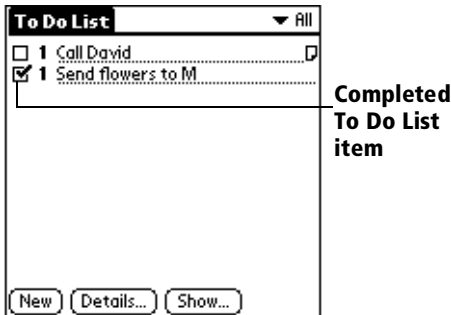 To Do List All
1 Call David
1 Send flowers to M
Completed
To Do List
item
New Details... Show...